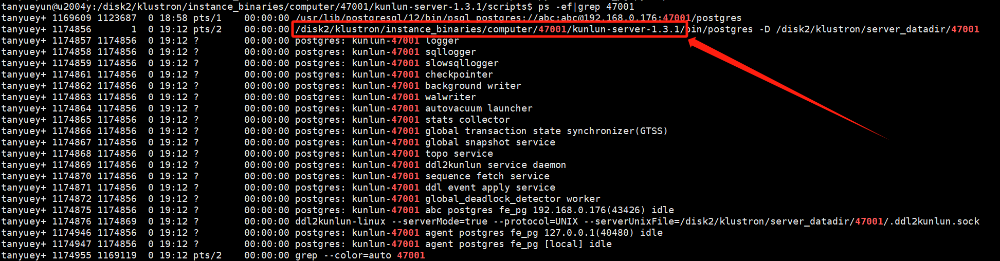 tanyueyun@u2004y:/disk2/klustron/instance_binaries/computer/47001/kunlun-server-1.3.1/scripts$ ps -ef|grep 47001
tanyuey+ 1169609 1123687  0 18:58 pts/1    00:00:00 /usr/lib/postgresql/12/bin/psql postgres://abc:abc@192.168.0.176:47001/postgres
tanyuey+ 1174856       1  0 19:12 pts/2    00:00:00 /disk2/klustron/instance_binaries/computer/47001/kunlun-server-1.3.1/bin/postgres -D /disk2/klustron/server_datadir/47001
tanyuey+ 1174857 1174856  0 19:12 ?        00:00:00 postgres: kunlun-47001 logger
tanyuey+ 1174858 1174856  0 19:12 ?        00:00:00 postgres: kunlun-47001 sqllogger
tanyuey+ 1174859 1174856  0 19:12 ?        00:00:00 postgres: kunlun-47001 slowsqllogger
tanyuey+ 1174861 1174856  0 19:12 ?        00:00:00 postgres: kunlun-47001 checkpointer
tanyuey+ 1174862 1174856  0 19:12 ?        00:00:00 postgres: kunlun-47001 background writer
tanyuey+ 1174863 1174856  0 19:12 ?        00:00:00 postgres: kunlun-47001 walwriter
tanyuey+ 1174864 1174856  0 19:12 ?        00:00:00 postgres: kunlun-47001 autovacuum launcher
tanyuey+ 1174865 1174856  0 19:12 ?        00:00:00 postgres: kunlun-47001 stats collector
tanyuey+ 1174866 1174856  0 19:12 ?        00:00:00 postgres: kunlun-47001 global transaction state synchronizer(GTSS)
tanyuey+ 1174867 1174856  0 19:12 ?        00:00:00 postgres: kunlun-47001 global snapshot service
tanyuey+ 1174868 1174856  0 19:12 ?        00:00:00 postgres: kunlun-47001 topo service
tanyuey+ 1174869 1174856  0 19:12 ?        00:00:00 postgres: kunlun-47001 ddl2kunlun service daemon
tanyuey+ 1174870 1174856  0 19:12 ?        00:00:00 postgres: kunlun-47001 sequence fetch service
tanyuey+ 1174871 1174856  0 19:12 ?        00:00:00 postgres: kunlun-47001 ddl event apply service
tanyuey+ 1174872 1174856  0 19:12 ?        00:00:00 postgres: kunlun-47001 global_deadlock_detector worker
tanyuey+ 1174875 1174856  0 19:12 ?        00:00:00 postgres: kunlun-47001 abc postgres fe_pg 192.168.0.176(43426) idle
tanyuey+ 1174876 1174869  0 19:12 ?        00:00:00 ddl2kunlun-linux --serverMode=true --protocol=UNIX --serverUnixFile=/disk2/klustron/server_datadir/47001/.ddl2kunlun.sock
tanyuey+ 1174946 1174856  0 19:12 ?        00:00:00 postgres: kunlun-47001 agent postgres fe_pg 127.0.0.1(40480) idle
tanyuey+ 1174947 1174856  0 19:12 ?        00:00:00 postgres: kunlun-47001 agent postgres fe_pg [local] idle
tanyuey+ 1174955 1169119  0 19:12 pts/2    00:00:00 grep --color=auto 47001